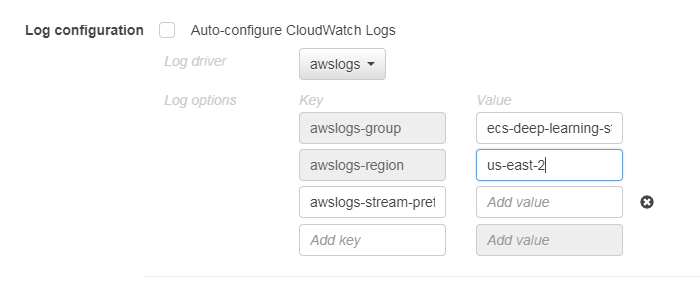 Log configuration Auto-configure CloudWatch Logs
Log driver awslogs
Log options Key Value
awslogs-group ecs-deep-learning-s
awslogs-region us-east-2
awslogs-stream-pref Add value
Add key Add value